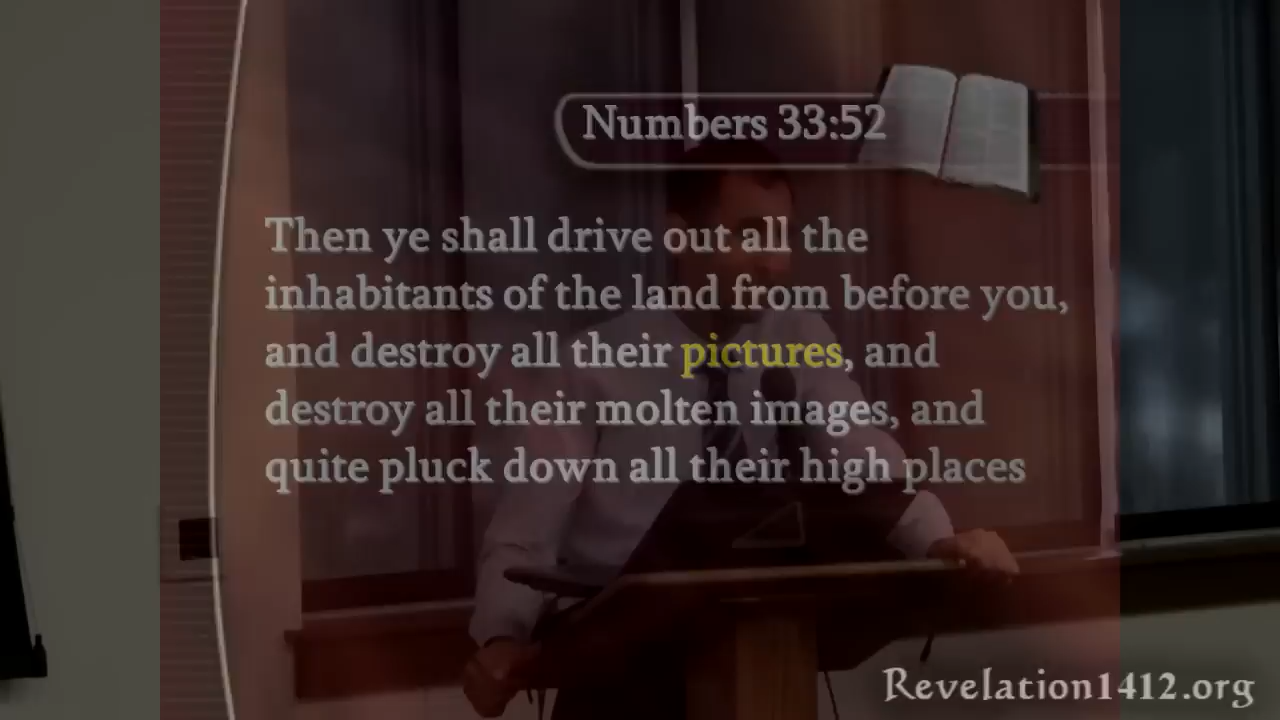 Numbers 33:52
Then ye shall drive out all the
inhabitants of the land from before you,
and destroy all their pictures, and
destroy all their molten images, and
quite pluck down all their high places
Revelation1412.org